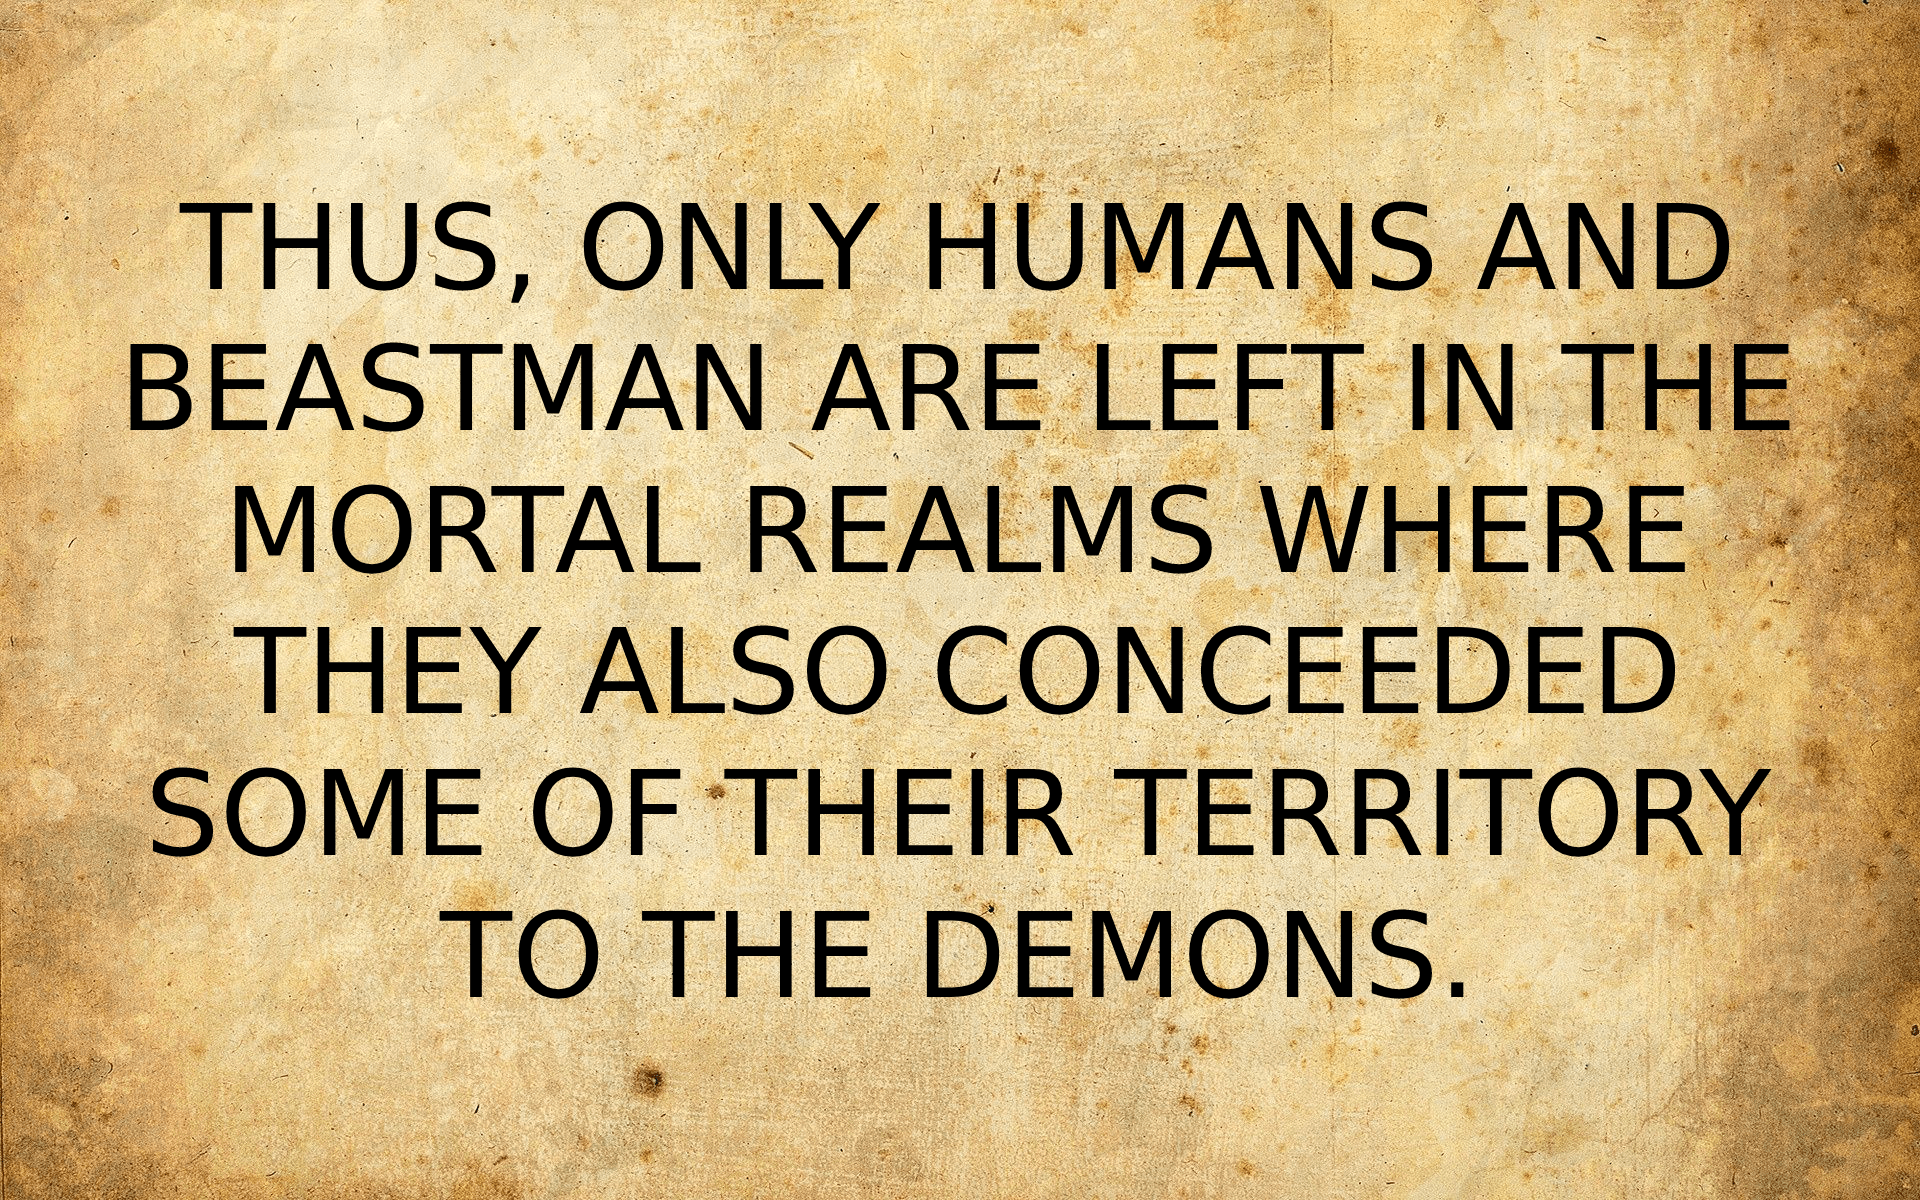 THUS, ONLY HUMANS AND
BEASTMAN ARE LEFT IN THE
MORTAL REALMS WHERE
THEY ALSO CONCEEDED
SOME OF THEIR TERRITORY
TO THE DEMONS.